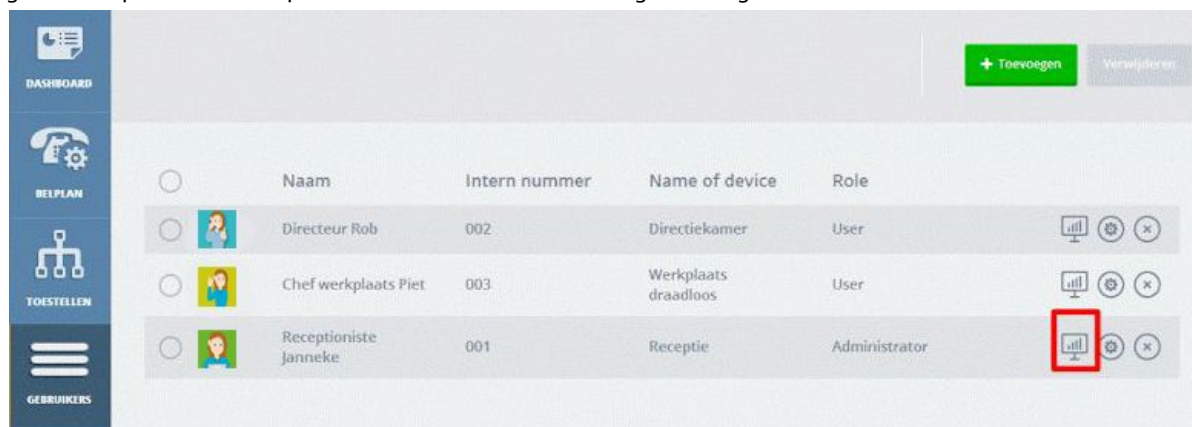 DASHBOARD
+ Toevoegen
Verwijderen
BELPLAN
Naam Intern nummer Name of device Role
Directeur Rob 002 Directiekamer User
TOESTELLEN
Chef werkplaats Piet 003 Werkplaats draadloos User
Receptioniste Janneke 001 Receptie Administrator
GEBRUIKERS